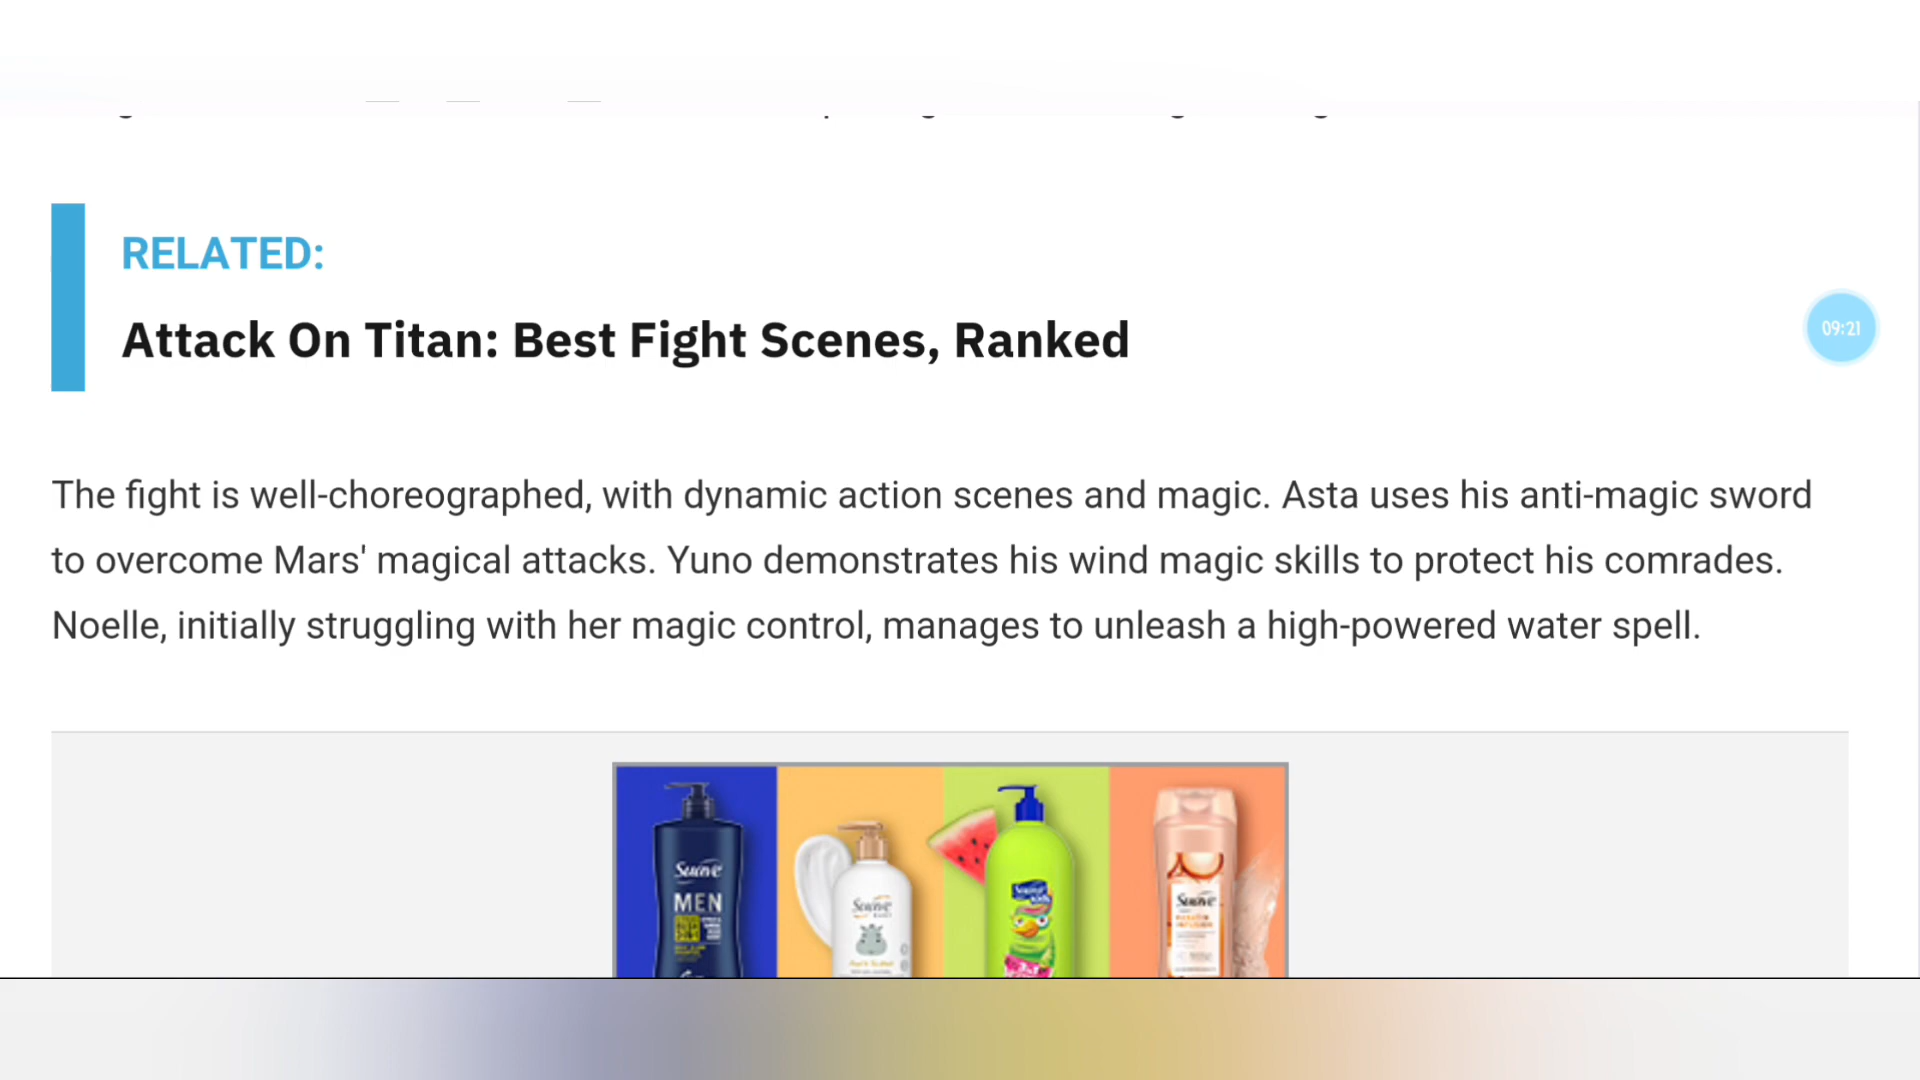 RELATED:
Attack On Titan: Best Fight Scenes, Ranked
09:21
The fight is well-choreographed, with dynamic action scenes and magic. Asta uses his anti-magic sword
to overcome Mars' magical attacks. Yuno demonstrates his wind magic skills to protect his comrades.
Noelle, initially struggling with her magic control, manages to unleash a high-powered water spell.
Suave
MEN
Suave
Suave
kids
Suave